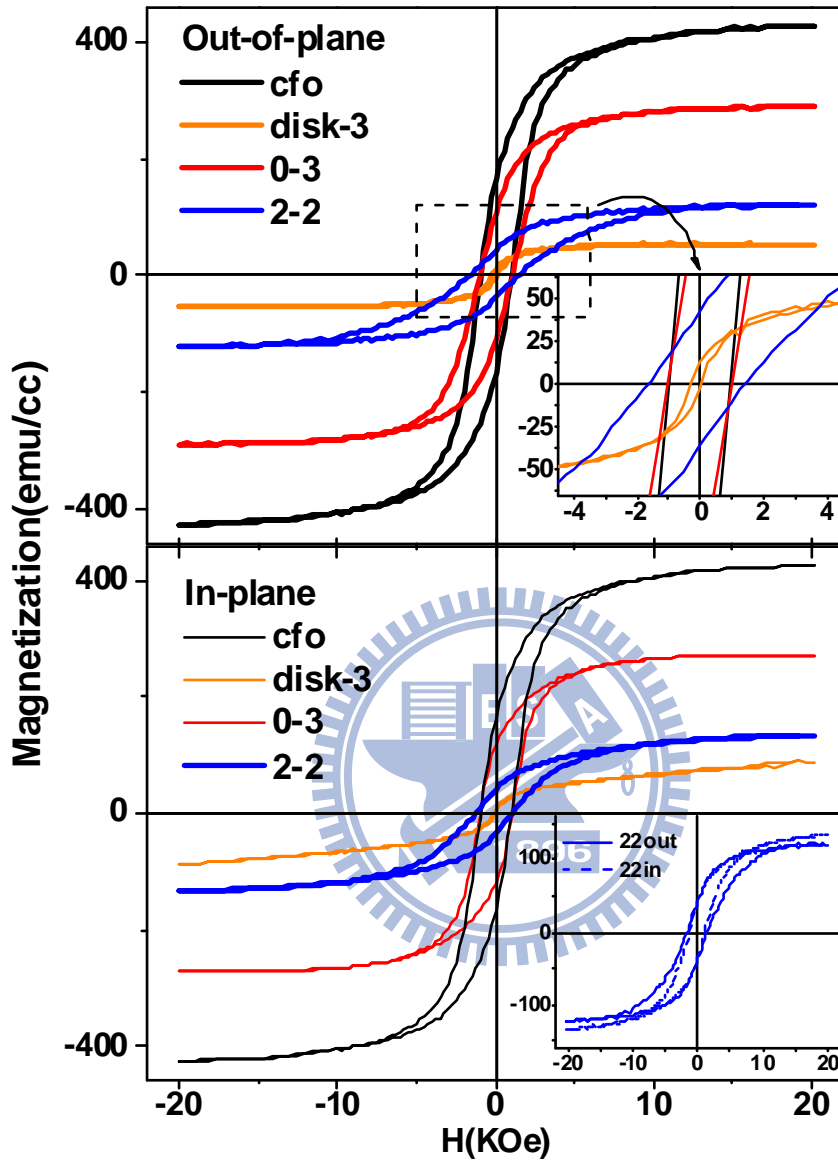 Magnetization(emu/cc)
400
0
-400
Out-of-plane
cfo
disk-3
0-3
2-2
50
25
0
-25
-50
-4 -2 0 2 4
400
0
-400
In-plane
cfo
disk-3
0-3
2-2
E S A
896
22out
22in
100
0
-100
-20 -10 0 10 20
-20 -10 0 10 20
H(KOe)